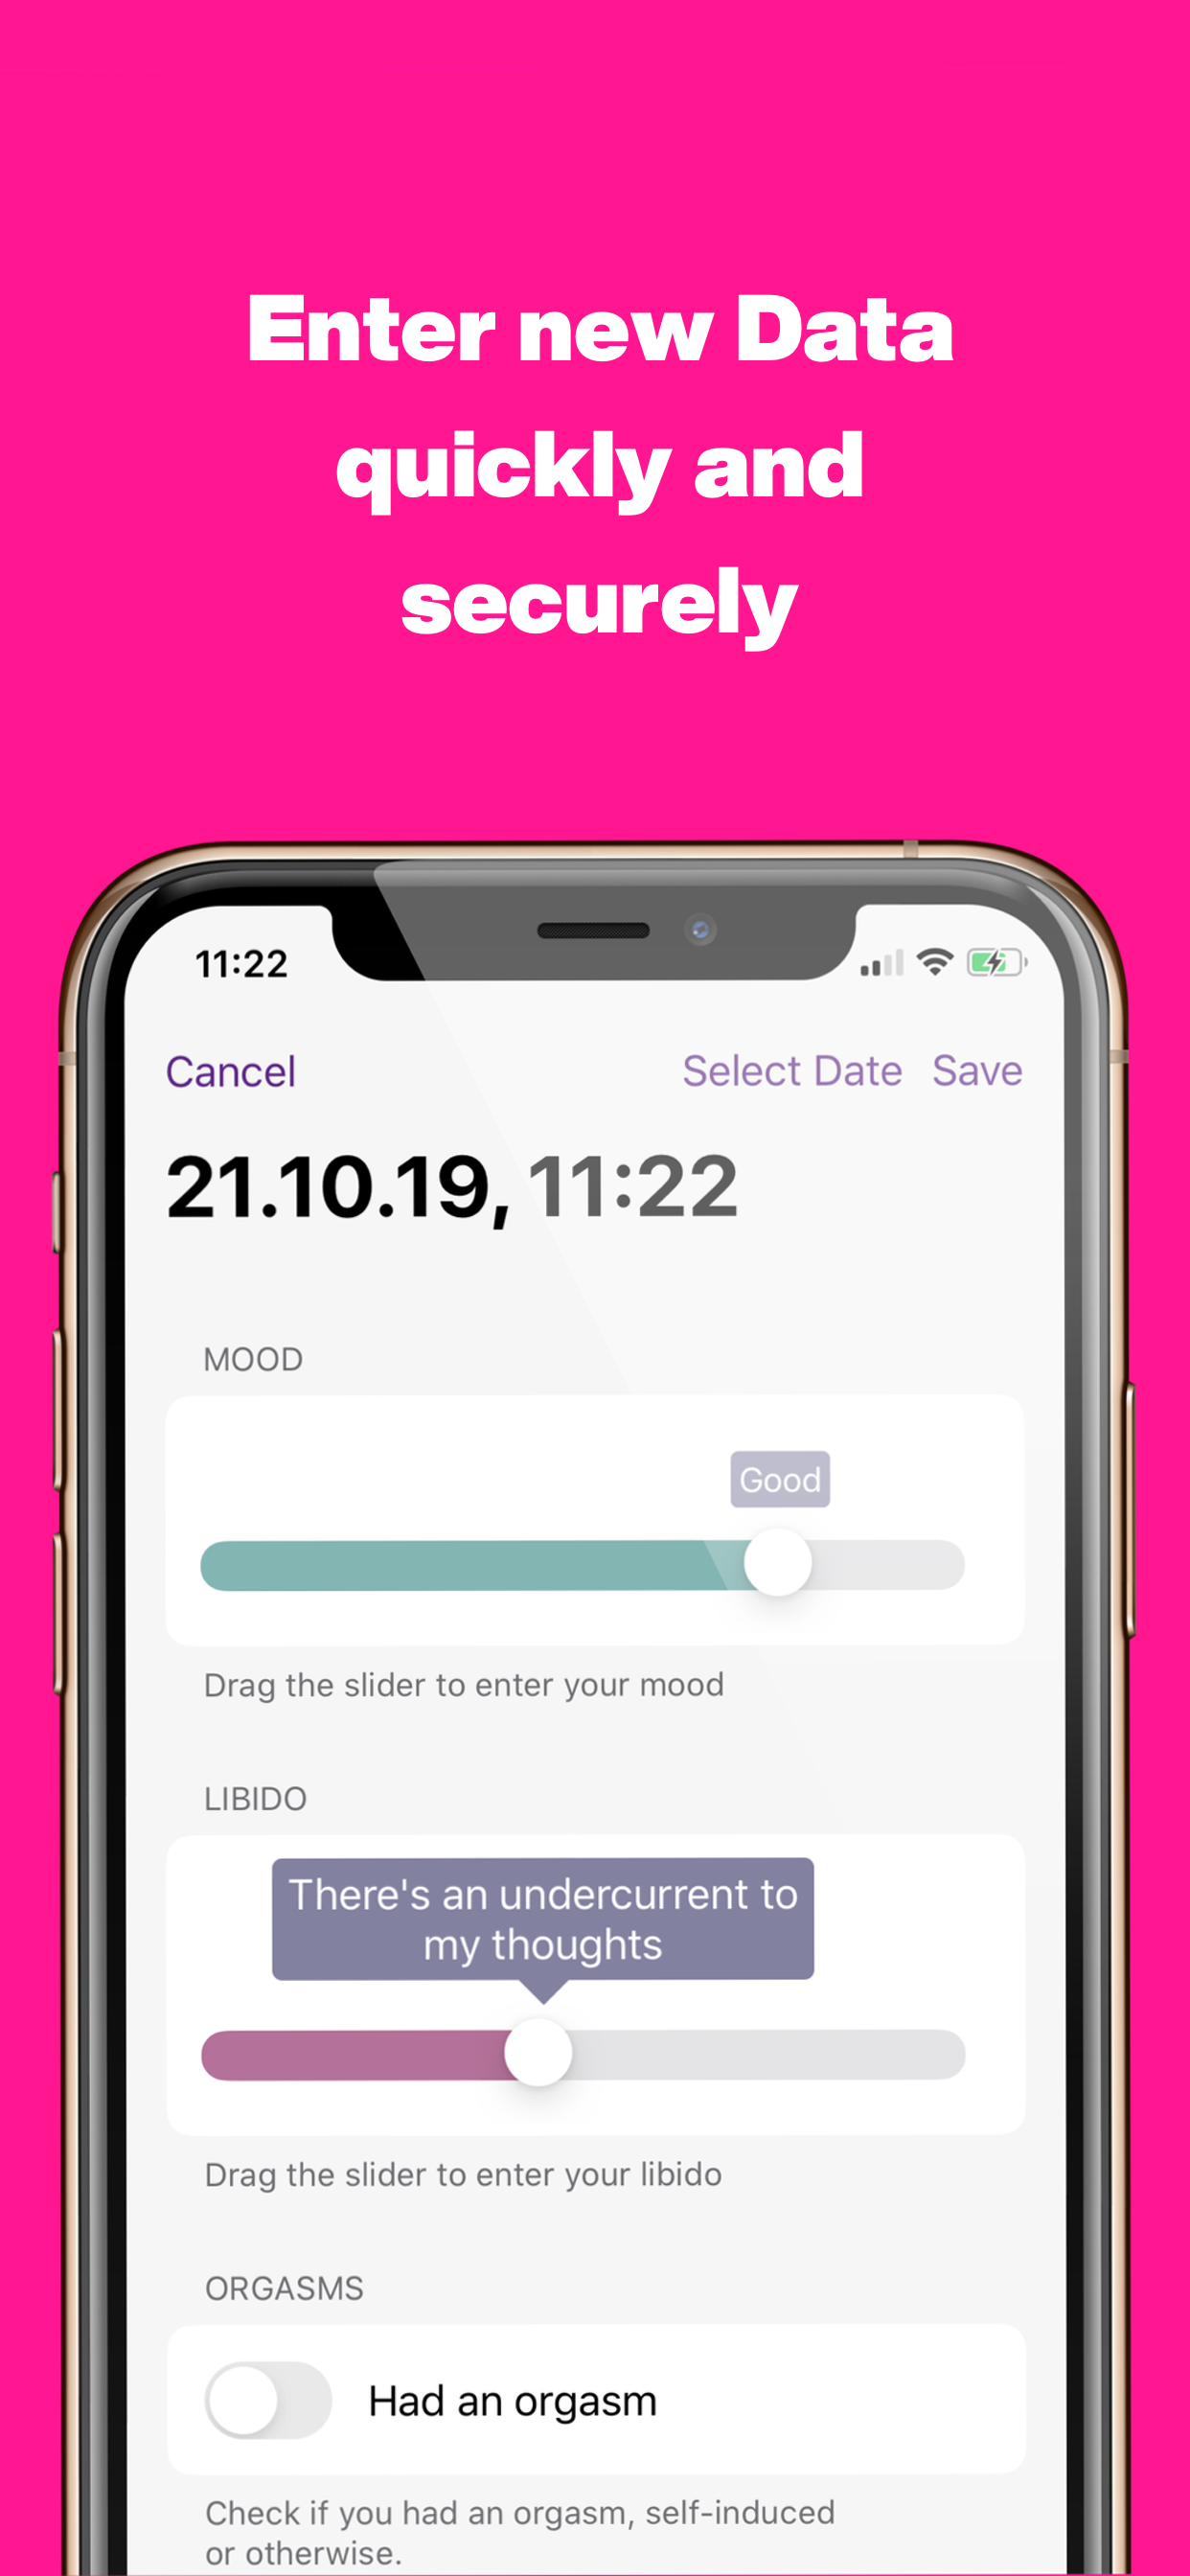 Enter new Data
quickly and
securely
11:22
Cancel Select Date Save
21.10.19, 11:22
MOOD
Good
Drag the slider to enter your mood
LIBIDO
There's an undercurrent to
my thoughts
Drag the slider to enter your libido
ORGASMS
Had an orgasm
Check if you had an orgasm, self-induced
or otherwise.